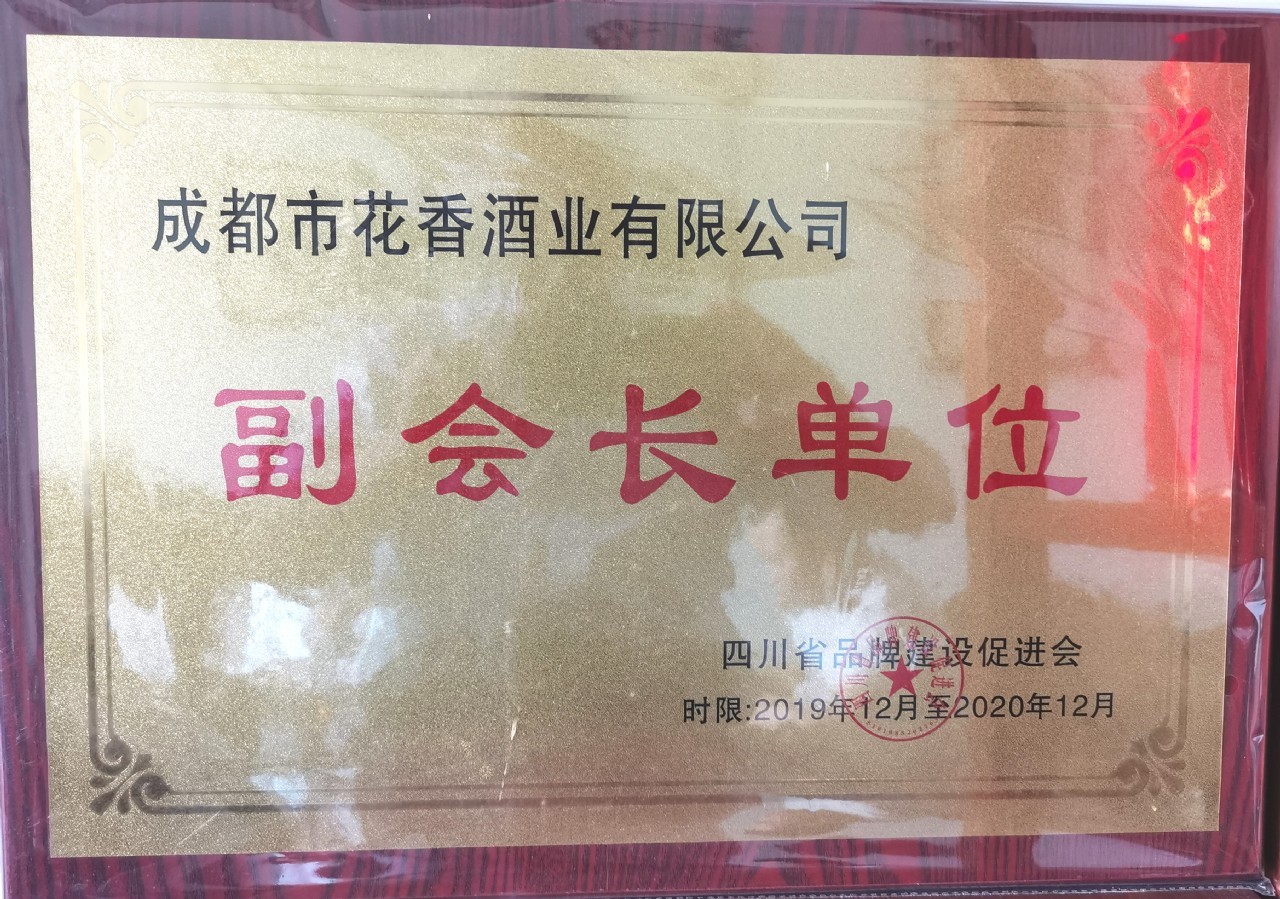 成都市花香酒业有限公司
副会长单位
四川省品牌建设促进会
时限:2019年12月至2020年12月